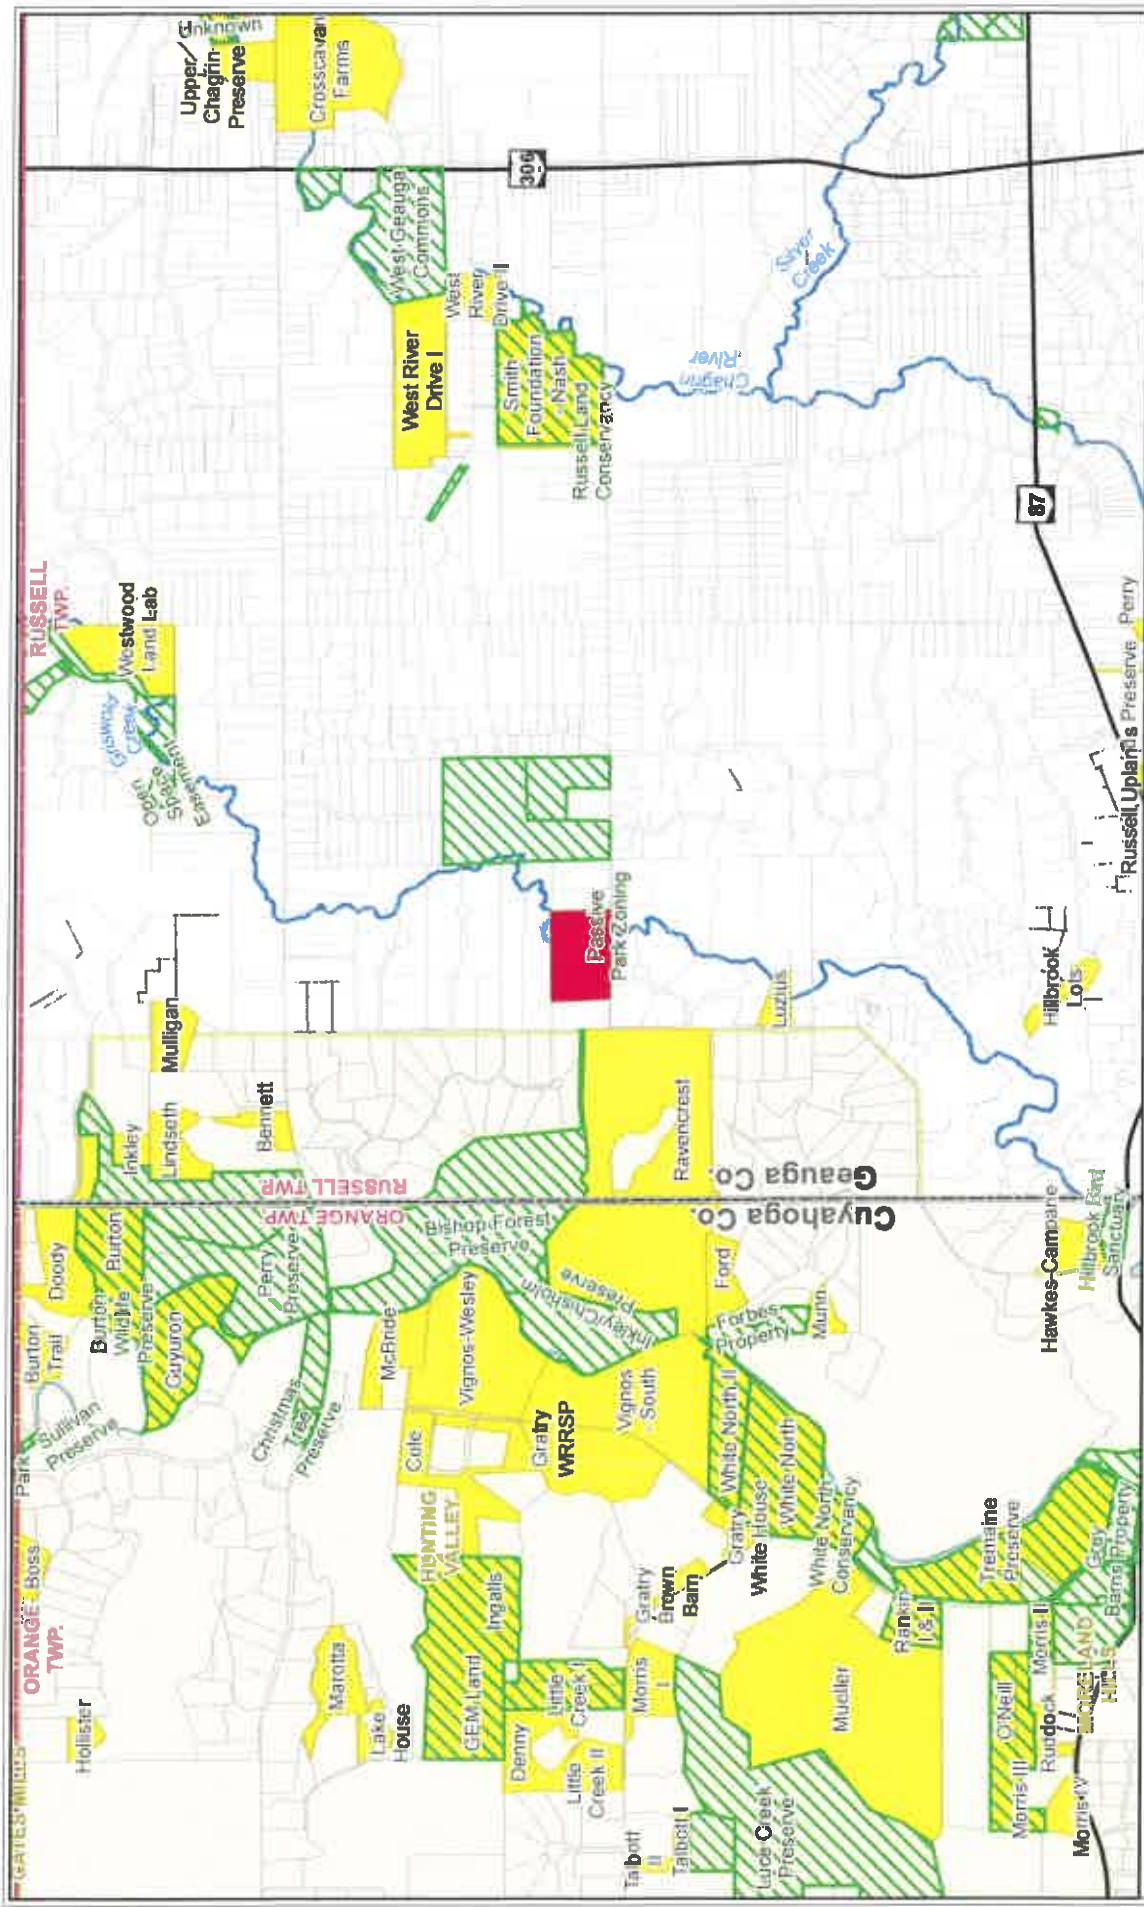 GATES MILLS
ORANGE
TWP.
Boss
Park
Burton
Trail
Doody
Sullivan
Preserve
Hollister
Burton
Wildlife
Preserve
Burton
Guyuron
Perry
Preserve
Christmas
Tree
Preserve
McBride
Marotta
Lake
House
Cole
HUNTING
VALLEY
Ingalls
GEM Land
Vignos-Wesley
Gratry
WRRSP
Vignos
South
Bishop Forest
Preserve
Inkley/Chisholm
Preserve
Ford
Forbes
Property
Munn
Denny
Little
Creek I
Little
Creek II
Morris
I
Gratry
Brown
Barn
Gratry
White House
White North II
White North
White North
Conservancy
Talbott
II
Talbott I
Luce Creek
Preserve
Mueller
Rankin
I & II
Tremaine
Preserve
Grey
Barns Property
O'Neill
Morris III
Morris II
Ruddock
MORELAND
HILLS
Morris IV
Hawkes-Campane
Hillbrook Bird
Sanctuary
ORANGE TWP.
RUSSELL TWP.
Cuyahoga Co.
Geauga Co.
Inkley
Lindseth
Mulligan
Bennett
Ravencrest
Luzius
Hillbrook
Lots
Passive
Park Zoning
RUSSELL
TWP.
Westwood
Land Lab
Griswold
Creek
Open
Space
Easement
Russell Uplands Preserve
Perry
87
West River
Drive I
West
River
Drive II
West Geauga
Commons
Smith
Foundation
- Nash
Russell Land
Conservancy
Chagrin
River
Silver
Creek
306
Upper
Chagrin
Preserve
Unknown
Crosscavan
Farms